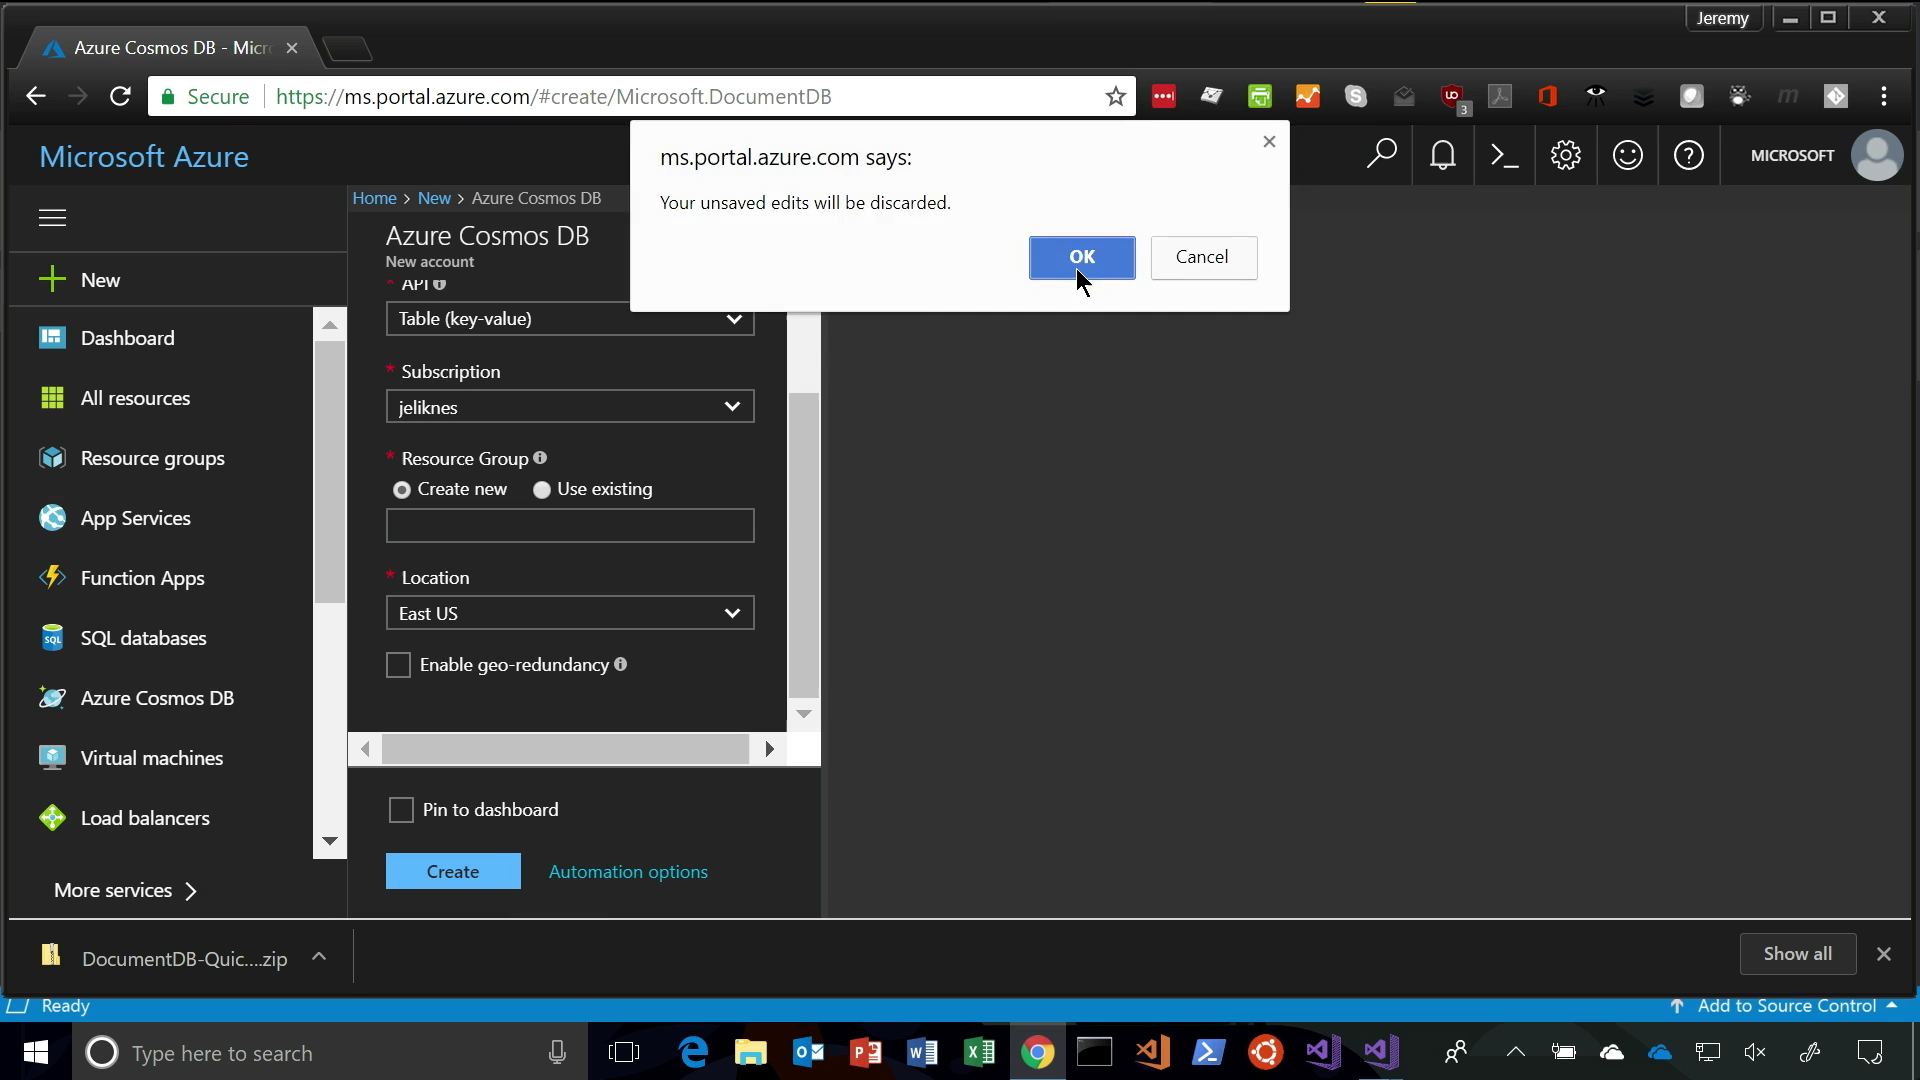 Jeremy
Azure Cosmos DB - Micr
Secure
https://ms.portal.azure.com/#create/Microsoft.DocumentDB
3
Microsoft Azure
MICROSOFT
ms.portal.azure.com says:
Your unsaved edits will be discarded.
OK
Cancel
Home > New > Azure Cosmos DB
Azure Cosmos DB
New account
* API
Table (key-value)
* Subscription
jeliknes
* Resource Group
Create new
Use existing
* Location
East US
Enable geo-redundancy
Pin to dashboard
Create
Automation options
New
Dashboard
All resources
Resource groups
App Services
Function Apps
SQL
SQL databases
Azure Cosmos DB
Virtual machines
Load balancers
More services >
DocumentDB-Quic....zip
Show all
Ready
Add to Source Control
Type here to search